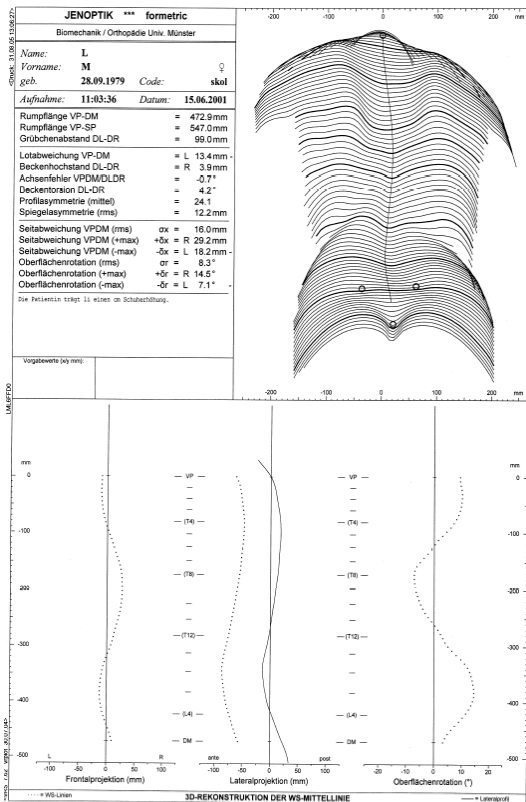 <Druck: 31.08.05 13:08:27>
JENOPTIK *** formetric
Biomechanik / Orthopädie Univ. Münster
Name: L
Vorname: M ♀
geb. 28.09.1979 Code: skol
Aufnahme: 11:03:36 Datum: 15.06.2001
Rumpflänge VP-DM = 472.9mm
Rumpflänge VP-SP = 547.0mm
Grübchenabstand DL-DR = 99.0mm
Lotabweichung VP-DM = L 13.4mm -
Beckenhochstand DL-DR = R 3.9mm
Achsenfehler VPDM/DLDR = -0.7°
Deckentorsion DL-DR = 4.2°
Profilasymmetrie (mittel) = 24.1
Spiegelasymmetrie (rms) = 12.2mm
Seitabweichung VPDM (rms) σx = 16.0mm
Seitabweichung VPDM (+max) +δx = R 29.2mm
Seitabweichung VPDM (-max) -δx = L 18.2mm -
Oberflächenrotation (rms) σr = 8.3°
Oberflächenrotation (+max) +δr = R 14.5°
Oberflächenrotation (-max) -δr = L 7.1° -
Die Patientin trägt li einen cm Schuherhöhung.
Vorgabewerte (x/y mm):
-200 -100 0 100 200 mm
-200 -100 0 100 200 mm
mm mm
0 VP VP 0
(T4) (T4)
-100 -100
(T8) (T8)
-200 -200
(T12) (T12)
-300 -300
-400 -400
(L4) (L4)
DM DM
-500 L R ante post -500
-100 -50 0 50 100 -100 -50 0 50 100 -20 -10 0 10 20
Frontalprojektion (mm) Lateralprojektion (mm) Oberflächenrotation (°)
= WS-Linien 3D-REKONSTRUKTION DER WS-MITTELLINIE = Lateralprofil